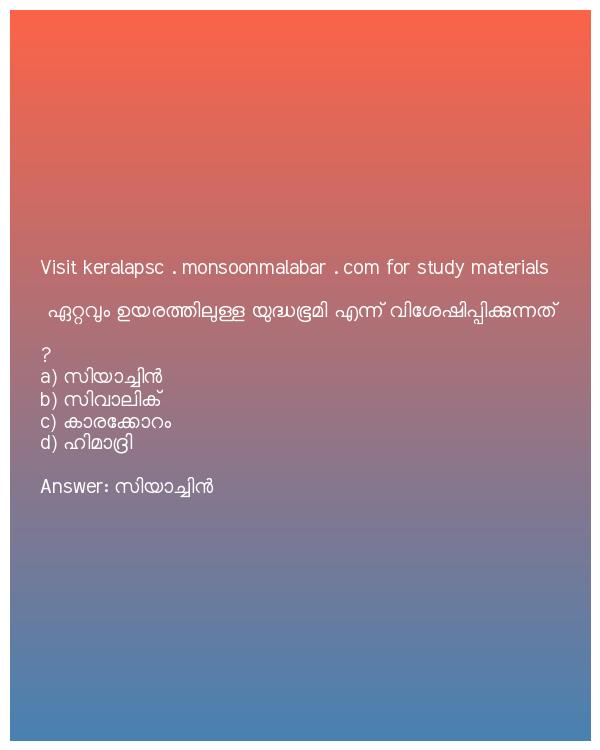 Visit keralapsc . monsoonmalabar . com for study materials
ഏറ്റവും ഉയരത്തിലുള്ള യുദ്ധഭൂമി എന്ന് വിശേഷിപ്പിക്കുന്നത്
?
a) സിയാച്ചിൻ
b) സിവാലിക്
c) കാരക്കോറം
d) ഹിമാദ്രി
Answer: സിയാച്ചിൻ